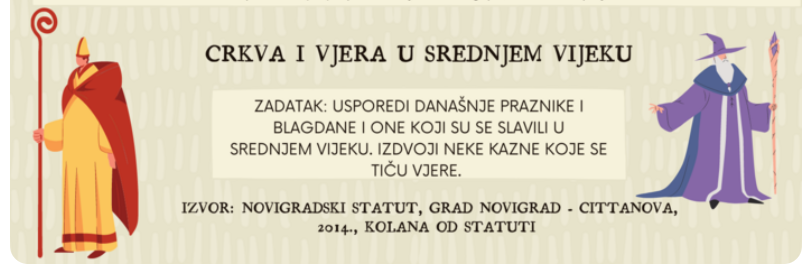 CRKVA I VJERA U SREDNJEM VIJEKU
ZADATAK: USPOREDI DANAŠNJE PRAZNIKE I
BLAGDANE I ONE KOJI SU SE SLAVILI U
SREDNJEM VIJEKU. IZDVOJI NEKE KAZNE KOJE SE
TIČU VJERE.
IZVOR: NOVIGRADSKI STATUT, GRAD NOVIGRAD - CITTANOVA,
2014., KOLANA OD STATUTI